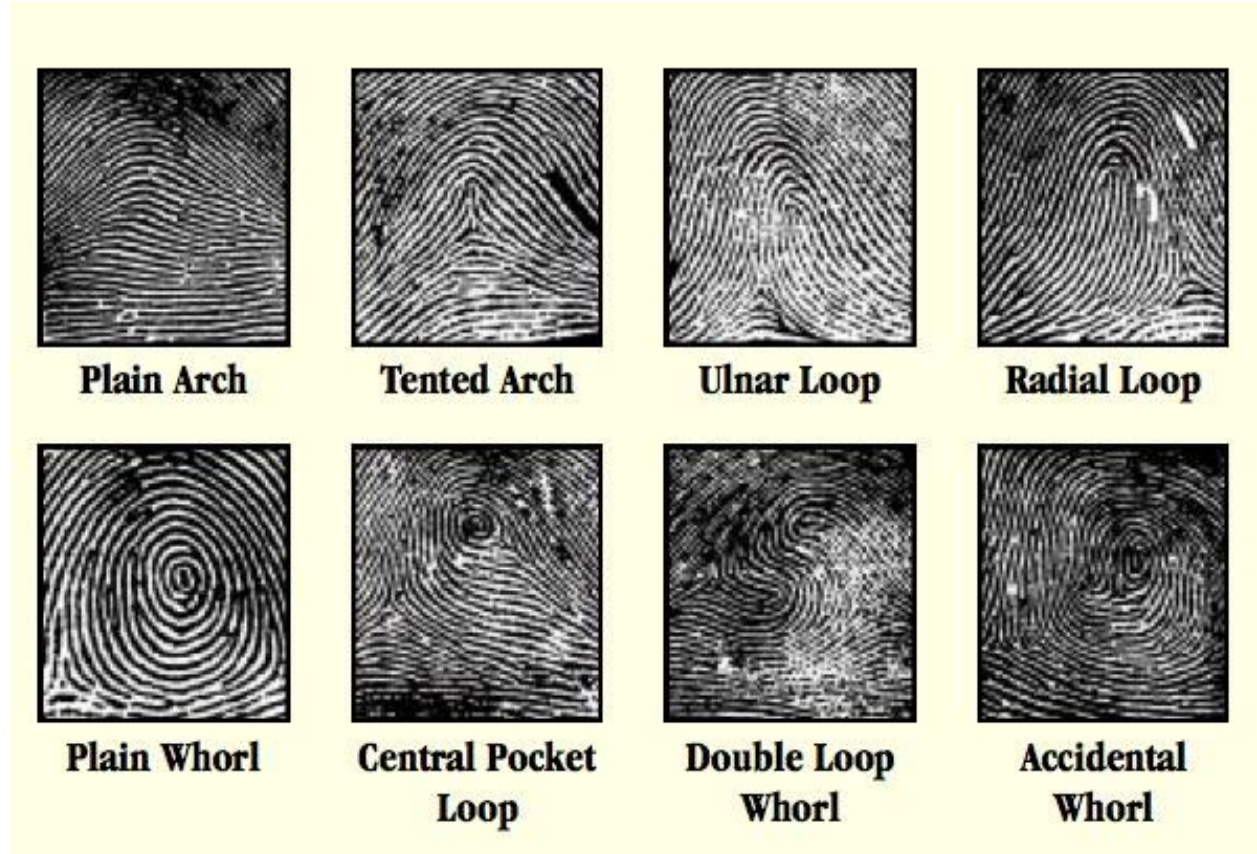 Plain Arch
Tented Arch
Ulnar Loop
Radial Loop
Plain Whorl
Central Pocket
Loop
Double Loop
Whorl
Accidental
Whorl